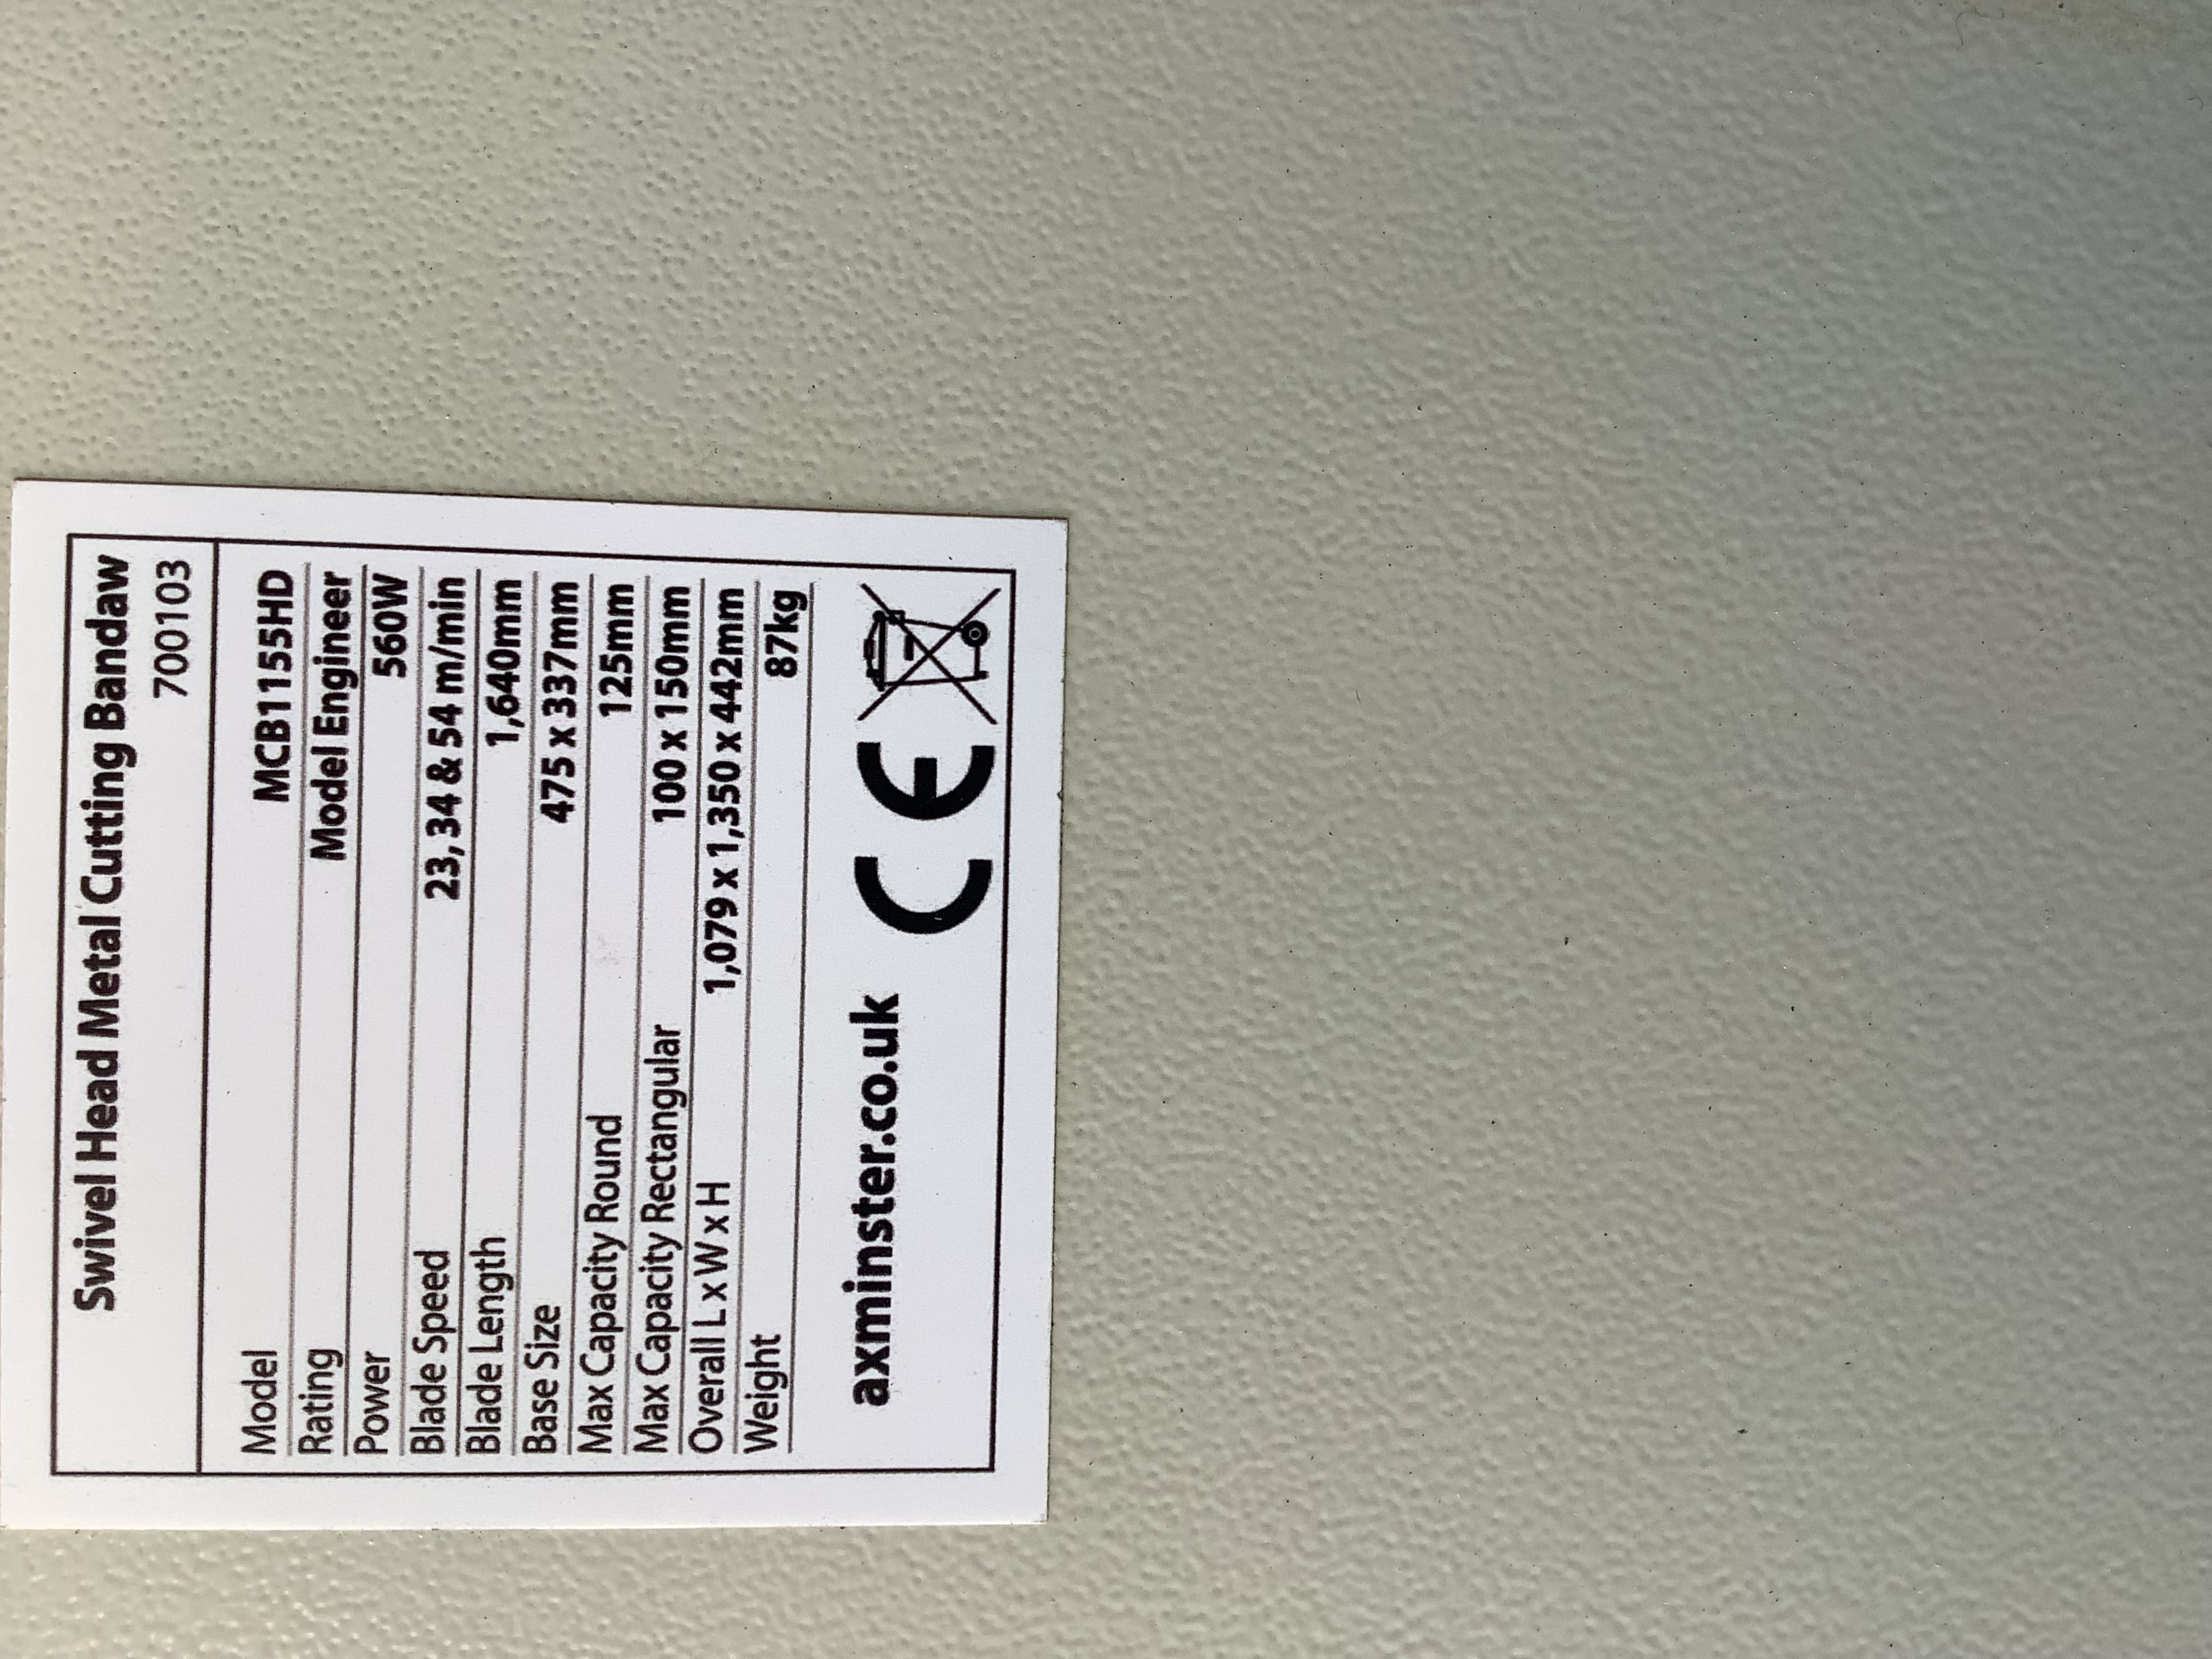 Swivel Head Metal Cutting Bandaw
700103
Model MCB1155HD
Rating Model Engineer
Power 560W
Blade Speed 23, 34 & 54 m/min
Blade Length 1,640mm
Base Size 475 x 337mm
Max Capacity Round 125mm
Max Capacity Rectangular 100 x 150mm
Overall L x W x H 1,079 x 1,350 x 442mm
Weight 87kg
axminster.co.uk CE